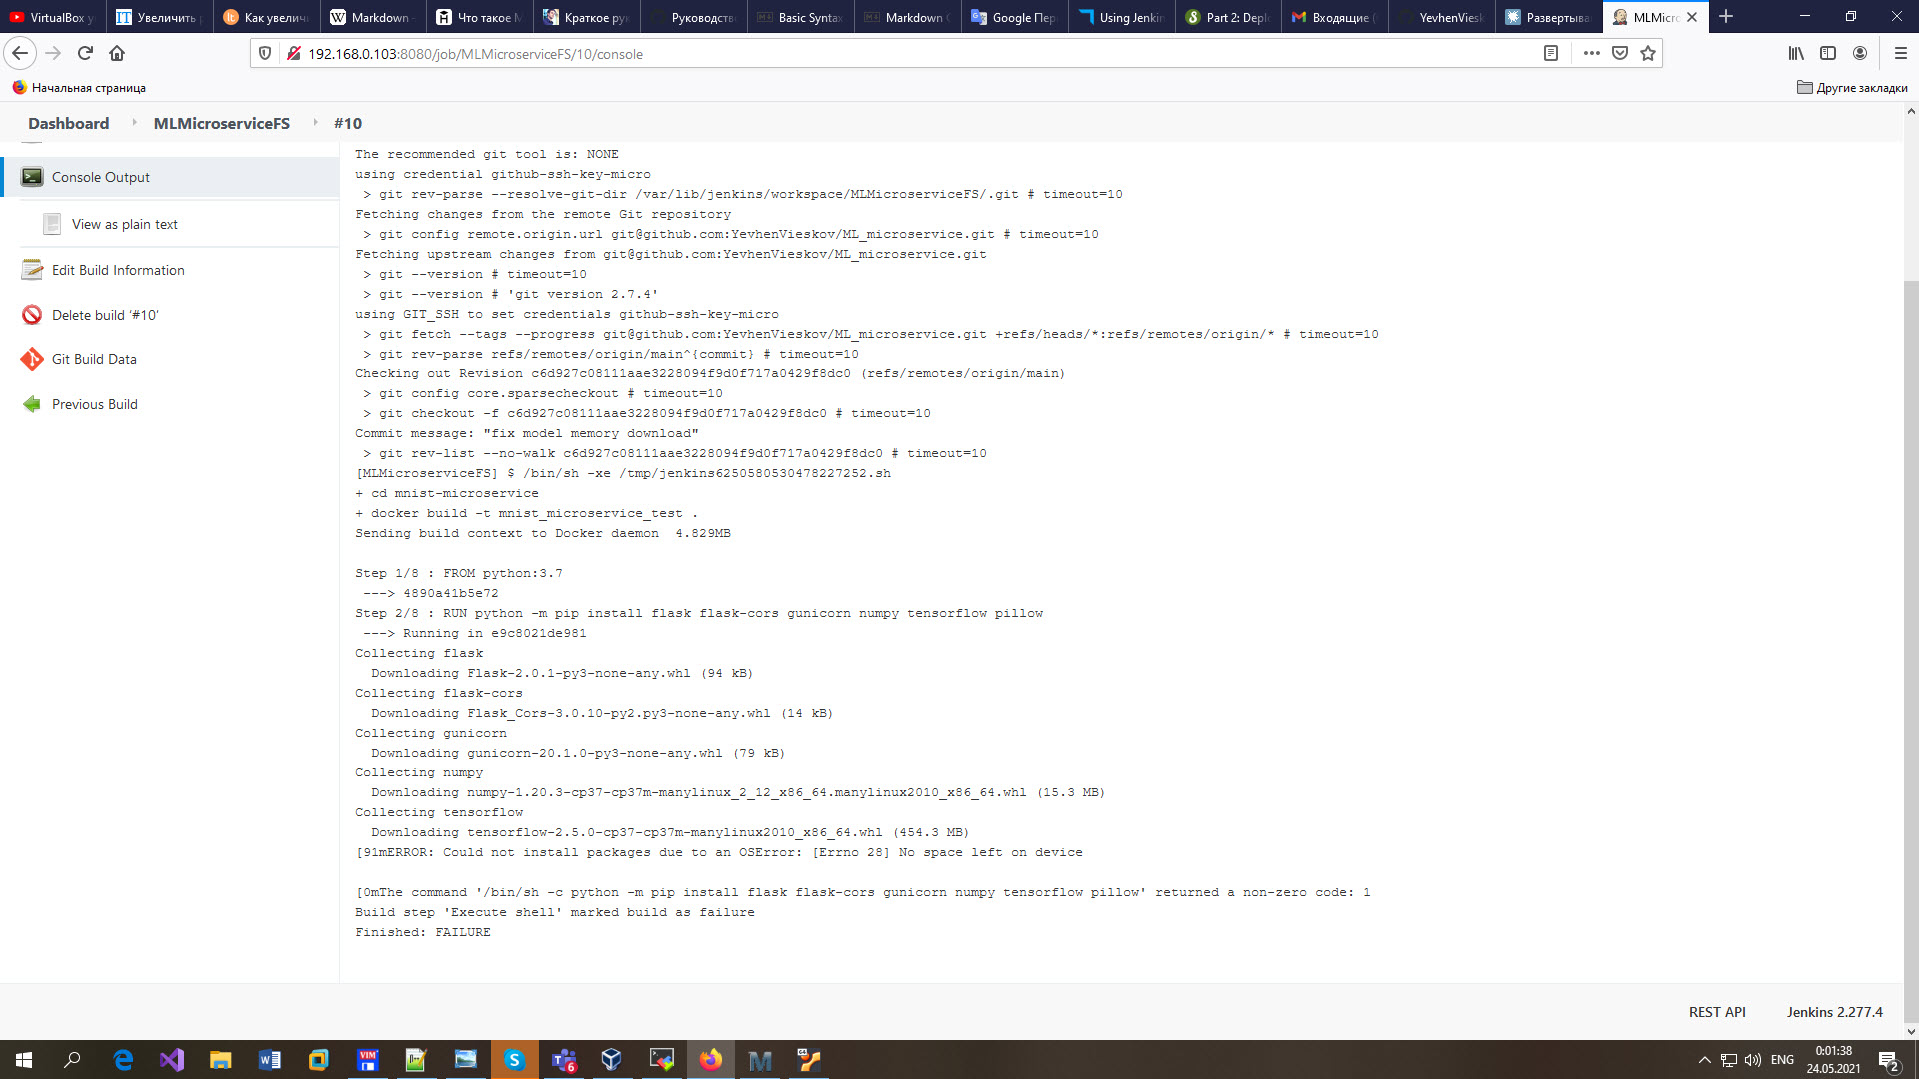 VirtualBox у
Увеличить р
Как увелич
Markdown -
Что такое М
Краткое рук
Руководство
Basic Syntax
Markdown C
Google Пер
Using Jenkin
Part 2: Depl
Входящие (
YevhenViesk
Развертыва
MLMicro
192.168.0.103:8080/job/MLMicroserviceFS/10/console
Начальная страница
Другие закладки
Dashboard
MLMicroserviceFS
#10
Console Output
View as plain text
Edit Build Information
Delete build ‘#10’
Git Build Data
Previous Build
The recommended git tool is: NONE
using credential github-ssh-key-micro
> git rev-parse --resolve-git-dir /var/lib/jenkins/workspace/MLMicroserviceFS/.git # timeout=10
Fetching changes from the remote Git repository
> git config remote.origin.url git@github.com:YevhenVieskov/ML_microservice.git # timeout=10
Fetching upstream changes from git@github.com:YevhenVieskov/ML_microservice.git
> git --version # timeout=10
> git --version # 'git version 2.7.4'
using GIT_SSH to set credentials github-ssh-key-micro
> git fetch --tags --progress git@github.com:YevhenVieskov/ML_microservice.git +refs/heads/*:refs/remotes/origin/* # timeout=10
> git rev-parse refs/remotes/origin/main^{commit} # timeout=10
Checking out Revision c6d927c08111aae3228094f9d0f717a0429f8dc0 (refs/remotes/origin/main)
> git config core.sparsecheckout # timeout=10
> git checkout -f c6d927c08111aae3228094f9d0f717a0429f8dc0 # timeout=10
Commit message: "fix model memory download"
> git rev-list --no-walk c6d927c08111aae3228094f9d0f717a0429f8dc0 # timeout=10
[MLMicroserviceFS] $ /bin/sh -xe /tmp/jenkins6250580530478227252.sh
+ cd mnist-microservice
+ docker build -t mnist_microservice_test .
Sending build context to Docker daemon  4.829MB
Step 1/8 : FROM python:3.7
---> 4890a41b5e72
Step 2/8 : RUN python -m pip install flask flask-cors gunicorn numpy tensorflow pillow
---> Running in e9c8021de981
Collecting flask
Downloading Flask-2.0.1-py3-none-any.whl (94 kB)
Collecting flask-cors
Downloading Flask_Cors-3.0.10-py2.py3-none-any.whl (14 kB)
Collecting gunicorn
Downloading gunicorn-20.1.0-py3-none-any.whl (79 kB)
Collecting numpy
Downloading numpy-1.20.3-cp37-cp37m-manylinux_2_12_x86_64.manylinux2010_x86_64.whl (15.3 MB)
Collecting tensorflow
Downloading tensorflow-2.5.0-cp37-cp37m-manylinux2010_x86_64.whl (454.3 MB)
[91mERROR: Could not install packages due to an OSError: [Errno 28] No space left on device
[0mThe command '/bin/sh -c python -m pip install flask flask-cors gunicorn numpy tensorflow pillow' returned a non-zero code: 1
Build step 'Execute shell' marked build as failure
Finished: FAILURE
REST API
Jenkins 2.277.4
ENG
0:01:38
24.05.2021
2